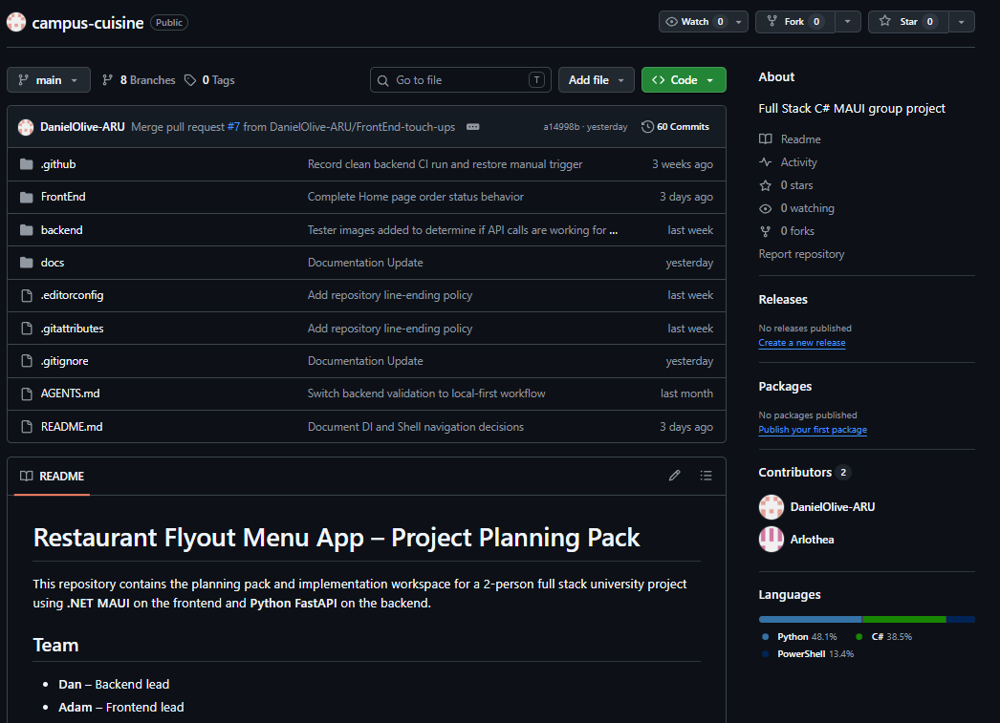 campus-cuisine Public Watch 0 Fork 0 Star 0
main 8 Branches 0 Tags Go to file T Add file Code
DanielOlive-ARU Merge pull request #7 from DanielOlive-ARU/FrontEnd-touch-ups a14998b · yesterday 60 Commits
.github Record clean backend CI run and restore manual trigger 3 weeks ago
FrontEnd Complete Home page order status behavior 3 days ago
backend Tester images added to determine if API calls are working for ... last week
docs Documentation Update yesterday
.editorconfig Add repository line-ending policy last week
.gitattributes Add repository line-ending policy last week
.gitignore Documentation Update yesterday
AGENTS.md Switch backend validation to local-first workflow last month
README.md Document DI and Shell navigation decisions 3 days ago
README
Restaurant Flyout Menu App – Project Planning Pack
This repository contains the planning pack and implementation workspace for a 2-person full stack university project
using .NET MAUI on the frontend and Python FastAPI on the backend.
Team
• Dan – Backend lead
• Adam – Frontend lead
About
Full Stack C# MAUI group project
Readme
Activity
0 stars
0 watching
0 forks
Report repository
Releases
No releases published
Create a new release
Packages
No packages published
Publish your first package
Contributors 2
DanielOlive-ARU
Arlothea
Languages
Python 48.1% C# 38.5%
PowerShell 13.4%